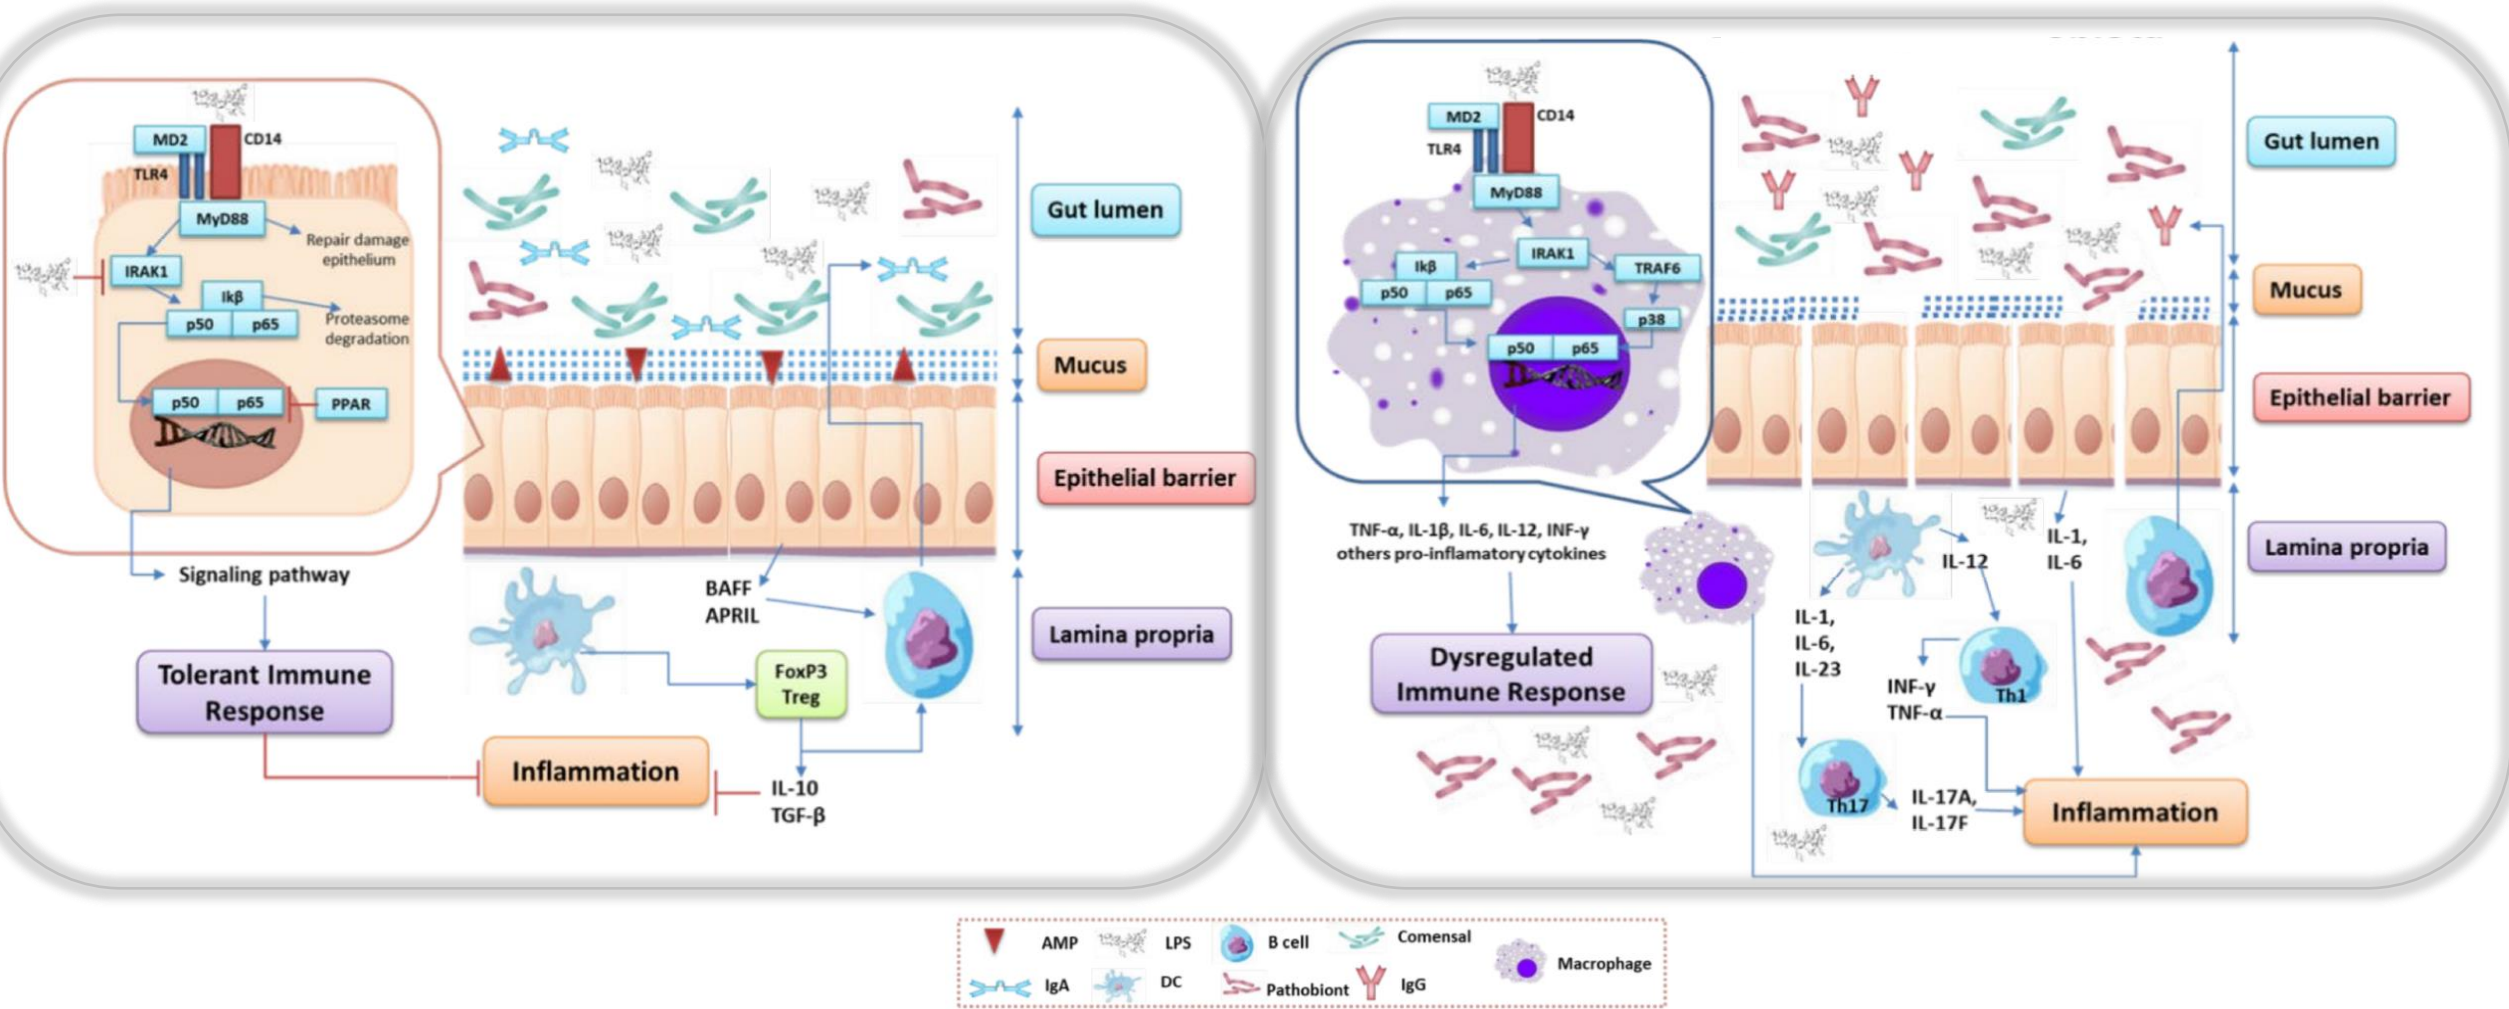 MD2
CD14
TLR4
MyD88
Repair damage
epithelium
IRAK1
Ikβ
p50
p65
Proteasome
degradation
p50
p65
PPAR
Signaling pathway
Tolerant Immune
Response
Inflammation
BAFF
APRIL
FoxP3
Treg
IL-10
TGF-β
Gut lumen
Mucus
Epithelial barrier
Lamina propria
MD2
CD14
TLR4
MyD88
IRAK1
Ikβ
TRAF6
p50
p65
p38
p50
p65
TNF-α, IL-1β, IL-6, IL-12, INF-γ
others pro-inflamatory cytokines
Dysregulated
Immune Response
IL-12
IL-1,
IL-6
IL-1,
IL-6,
IL-23
Th1
INF-γ
TNF-α
Th17
IL-17A,
IL-17F
Inflammation
Gut lumen
Mucus
Epithelial barrier
Lamina propria
AMP
LPS
B cell
Comensal
Macrophage
IgA
DC
Pathobiont
IgG